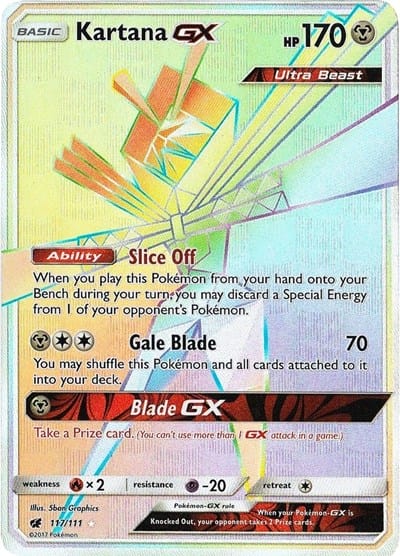 BASIC Kartana GX HP 170
Ultra Beast
Ability Slice Off
When you play this Pokémon from your hand onto your
Bench during your turn, you may discard a Special Energy
from 1 of your opponent's Pokémon.
Gale Blade 70
You may shuffle this Pokémon and all cards attached to it
into your deck.
Blade GX
Take a Prize card. (You can't use more than 1 GX attack in a game.)
weakness ×2 resistance -20 retreat
Illus. 5ban Graphics
Pokémon-GX rule
117/111
When your Pokémon-GX is
Knocked Out, your opponent takes 2 Prize cards.
©2017 Pokémon